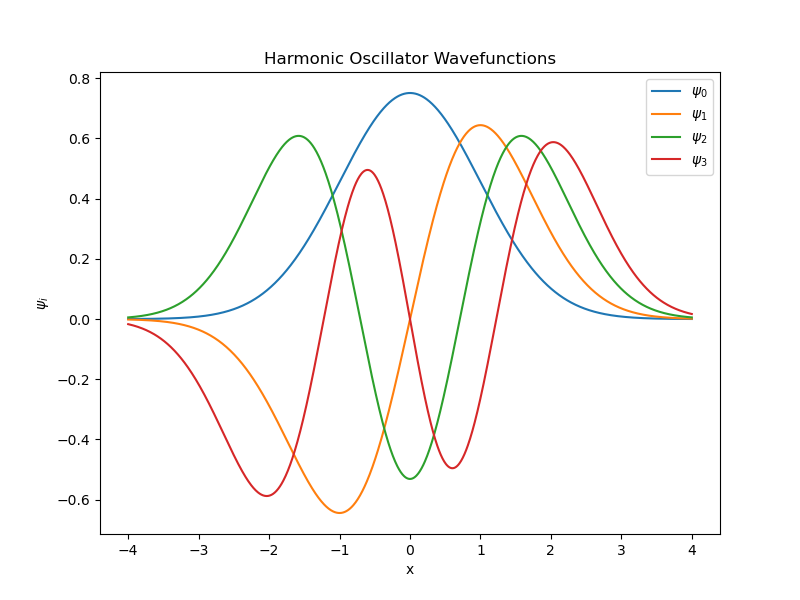 Harmonic Oscillator Wavefunctions
ψ₀
ψ₁
ψ₂
ψ₃
0.8
0.6
0.4
0.2
0.0
−0.2
−0.4
−0.6
ψᵢ
−4
−3
−2
−1
0
1
2
3
4
x